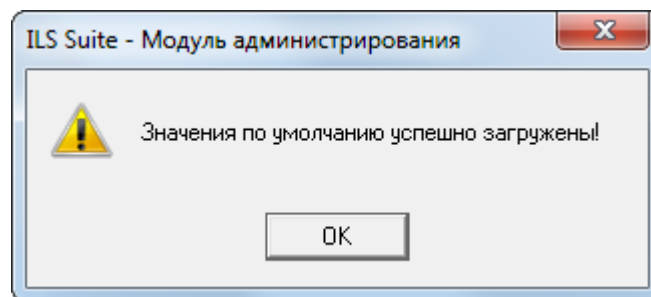 ILS Suite - Модуль администрирования
Значения по умолчанию успешно загружены!
OK